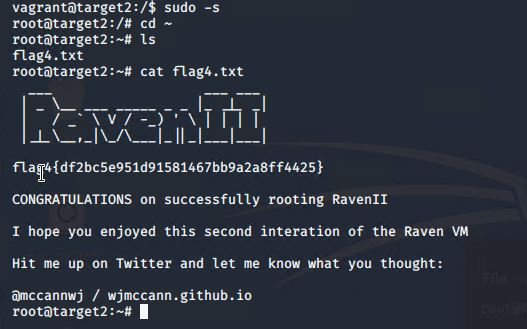 vagrant@target2:/$ sudo -s
root@target2:/# cd ~
root@target2:~# ls
flag4.txt
root@target2:~# cat flag4.txt
RavenII
flag4{df2bc5e951d91581467bb9a2a8ff4425}
CONGRATULATIONS on successfully rooting RavenII
I hope you enjoyed this second interation of the Raven VM
Hit me up on Twitter and let me know what you thought:
@mccannwj / wjmccann.github.io
root@target2:~#
File